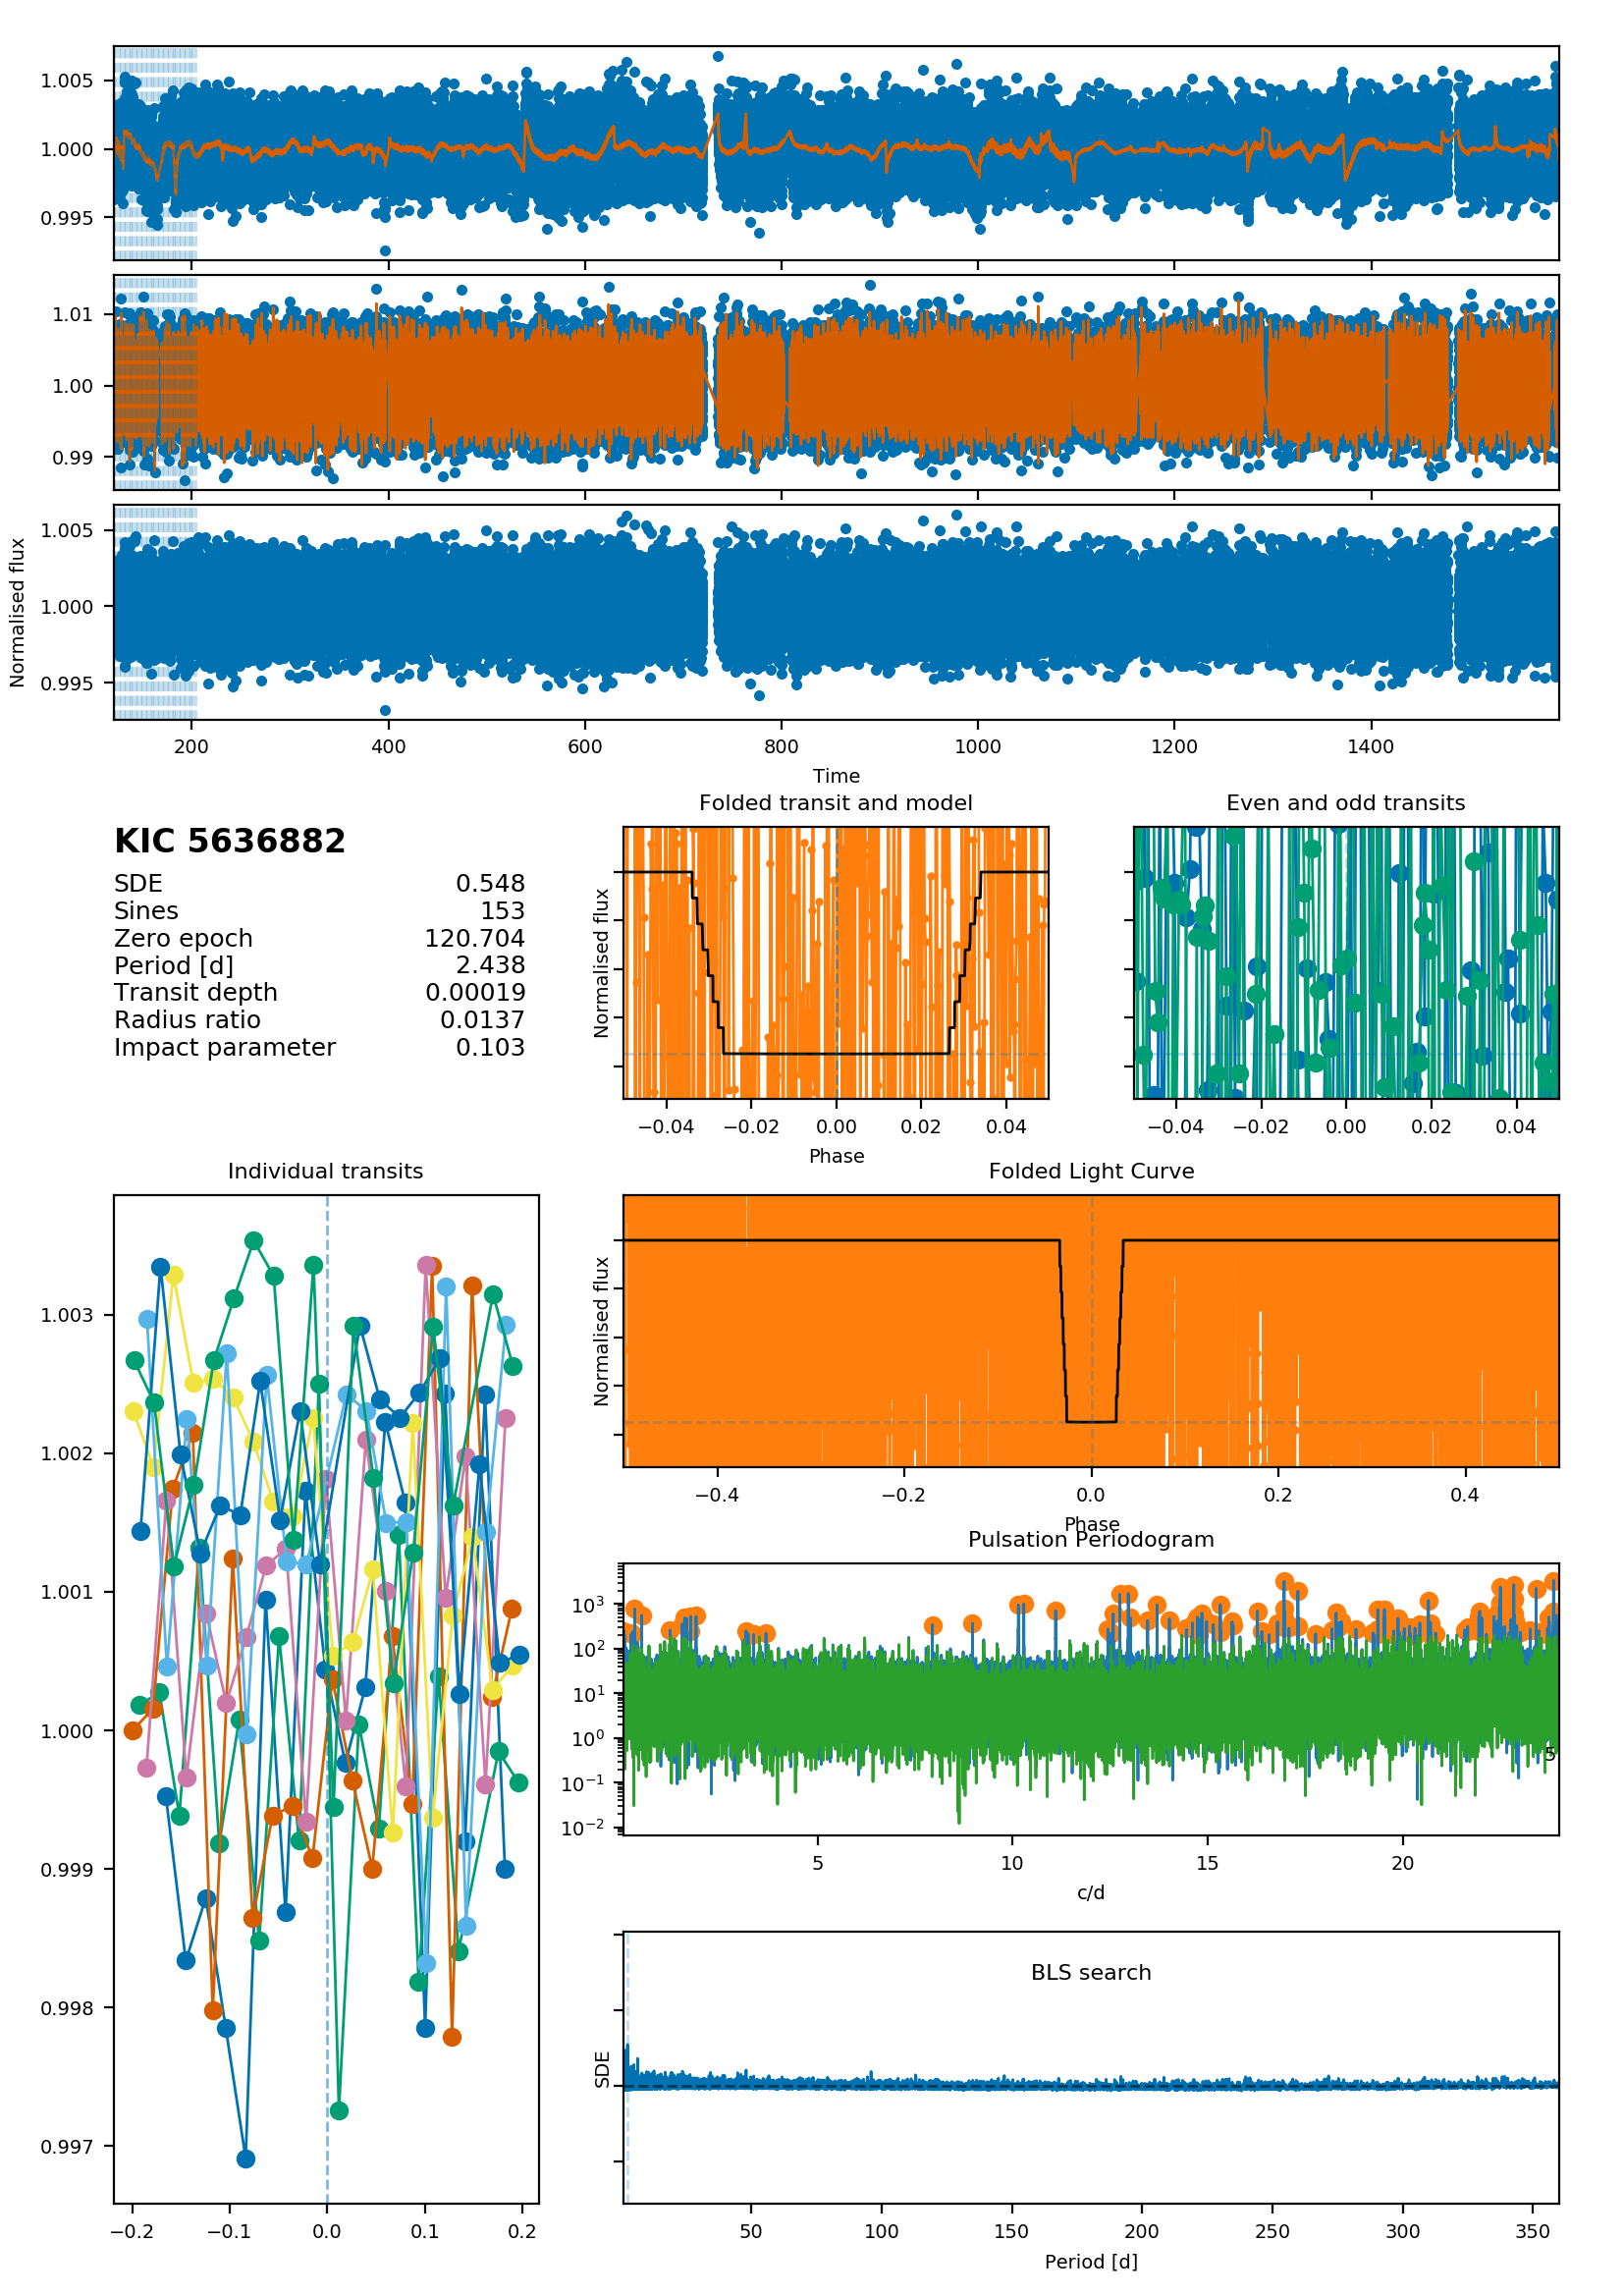 1.005
1.000
0.995
1.01
1.00
0.99
1.005
1.000
0.995
Normalised flux
200 400 600 800 1000 1200 1400
Time
KIC 5636882
SDE 0.548
Sines 153
Zero epoch 120.704
Period [d] 2.438
Transit depth 0.00019
Radius ratio 0.0137
Impact parameter 0.103
Folded transit and model
Normalised flux
−0.04 −0.02 0.00 0.02 0.04
Phase
Even and odd transits
−0.04 −0.02 0.00 0.02 0.04
Individual transits
1.003
1.002
1.001
1.000
0.999
0.998
0.997
−0.2 −0.1 0.0 0.1 0.2
Folded Light Curve
Normalised flux
−0.4 −0.2 0.0 0.2 0.4
Phase
Pulsation Periodogram
10³
10²
10¹
10⁰
10⁻¹
10⁻²
5
5 10 15 20
c/d
BLS search
SDE
50 100 150 200 250 300 350
Period [d]